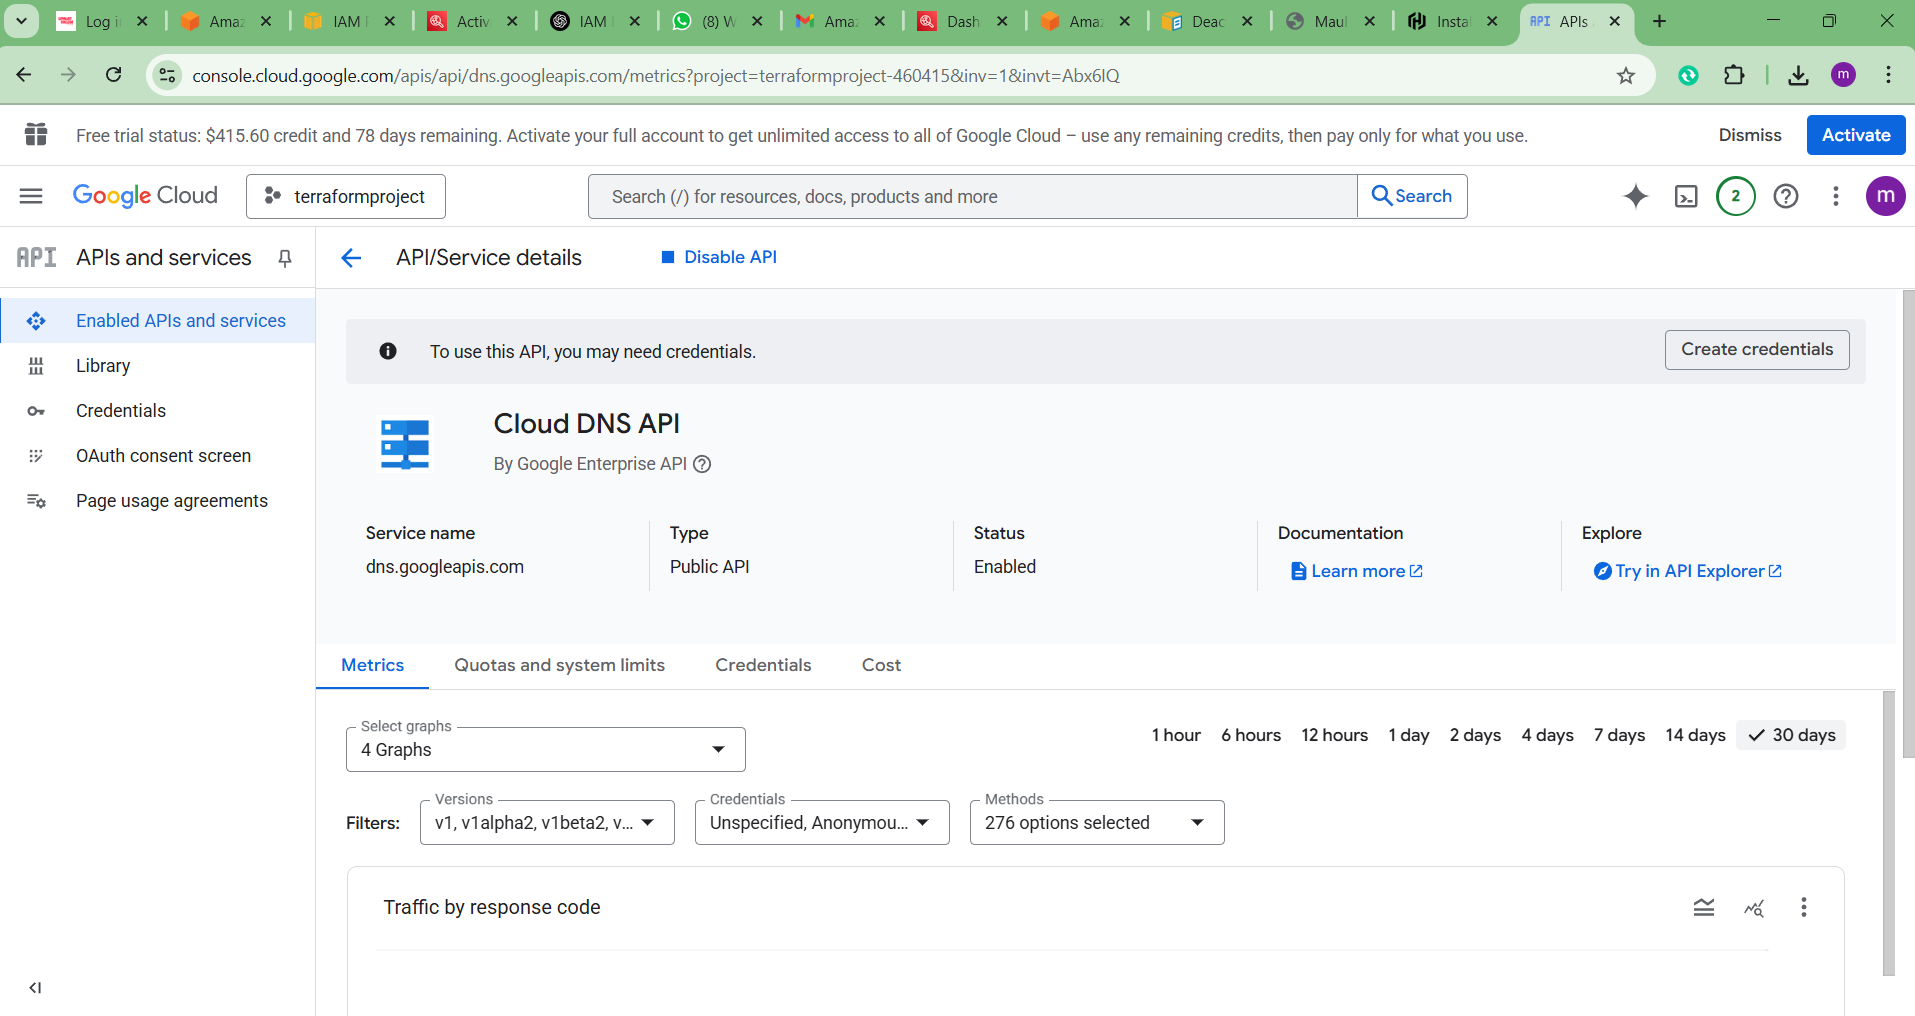 Log i
Amaz
IAM
Activ
IAM
(8) W
Amaz
Dash
Amaz
Deac
Maul
Insta
API APIs
console.cloud.google.com/apis/api/dns.googleapis.com/metrics?project=terraformproject-460415&inv=1&invt=Abx6IQ
m
Free trial status: $415.60 credit and 78 days remaining. Activate your full account to get unlimited access to all of Google Cloud – use any remaining credits, then pay only for what you use.
Dismiss
Activate
Google Cloud
terraformproject
Search (/) for resources, docs, products and more
Search
2
m
API APIs and services
API/Service details
Disable API
Enabled APIs and services
Library
Credentials
OAuth consent screen
Page usage agreements
To use this API, you may need credentials.
Create credentials
Cloud DNS API
By Google Enterprise API
Service name
dns.googleapis.com
Type
Public API
Status
Enabled
Documentation
Learn more
Explore
Try in API Explorer
Metrics
Quotas and system limits
Credentials
Cost
Select graphs
4 Graphs
1 hour
6 hours
12 hours
1 day
2 days
4 days
7 days
14 days
30 days
Filters:
Versions
v1, v1alpha2, v1beta2, v...
Credentials
Unspecified, Anonymou...
Methods
276 options selected
Traffic by response code